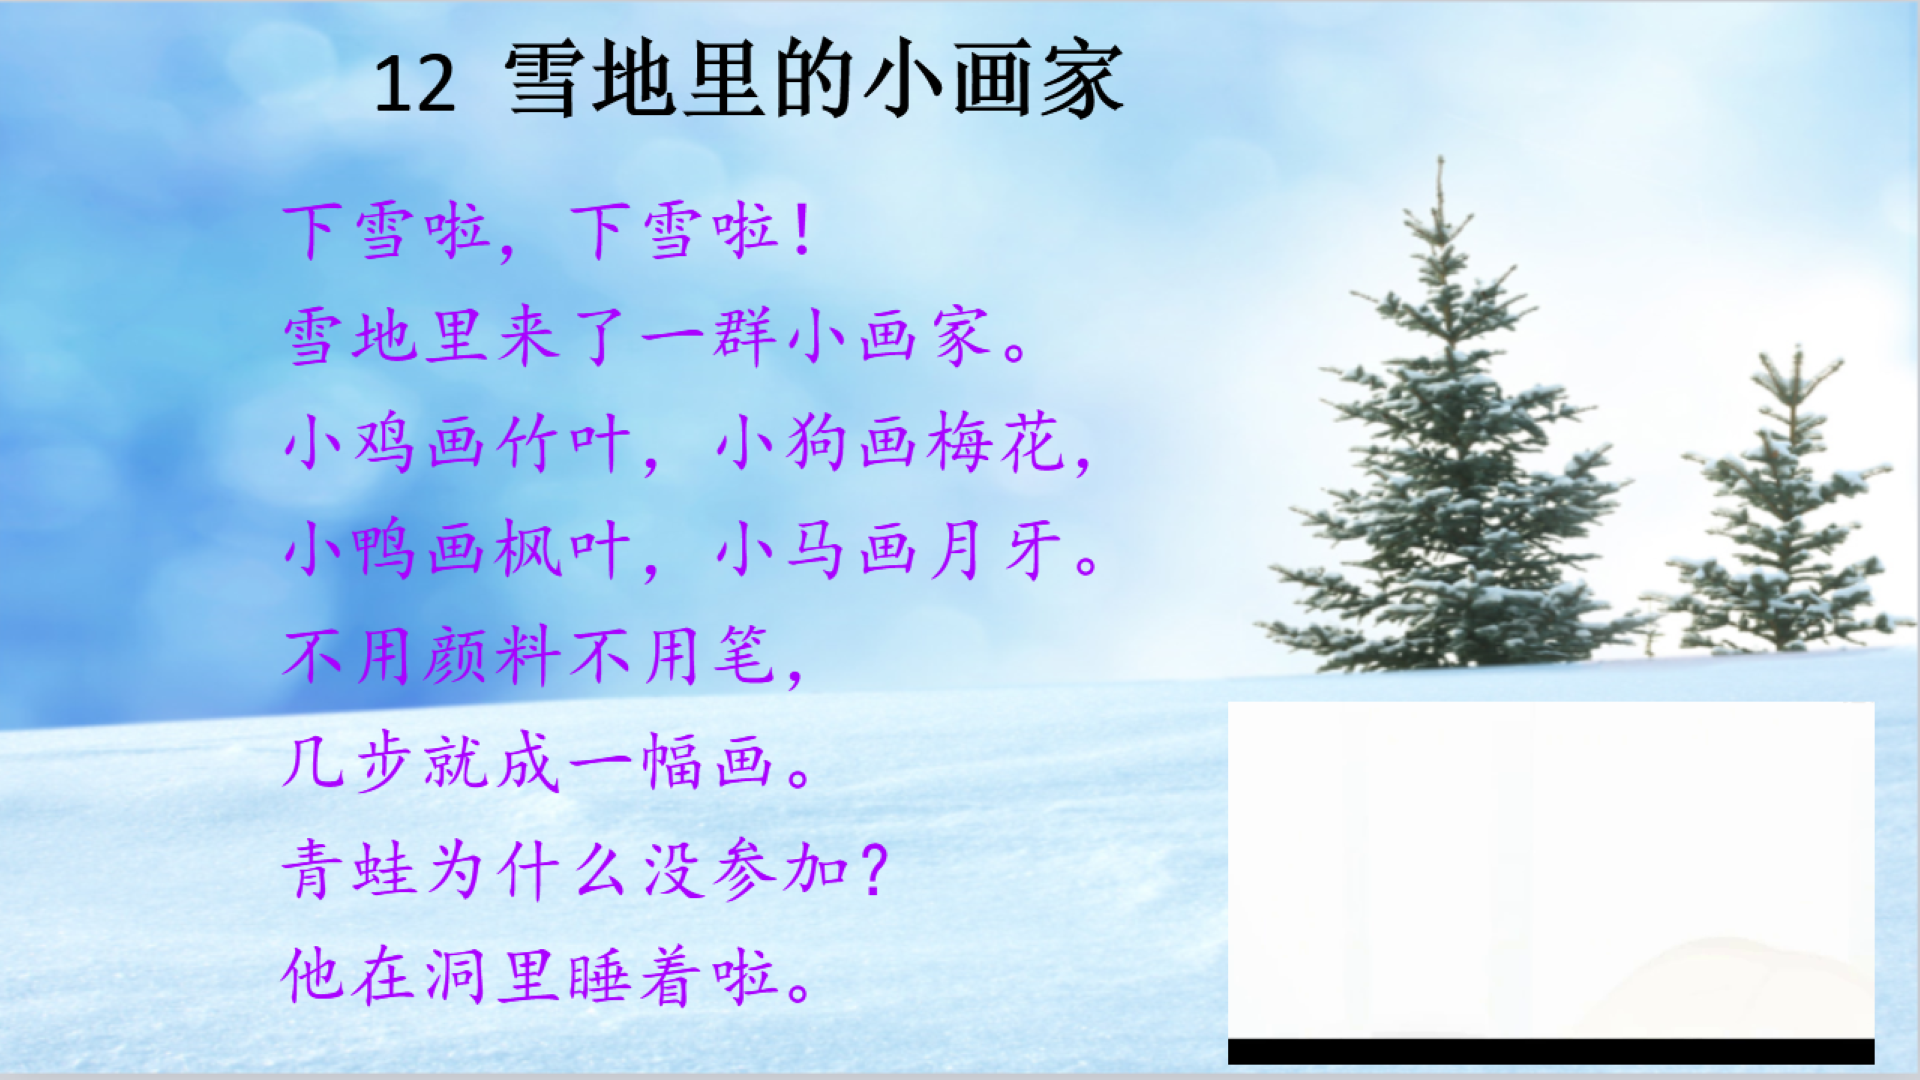 12 雪地里的小画家
下雪啦，下雪啦！
雪地里来了一群小画家。
小鸡画竹叶，小狗画梅花，
小鸭画枫叶，小马画月牙。
不用颜料不用笔，
几步就成一幅画。
青蛙为什么没参加？
他在洞里睡着啦。